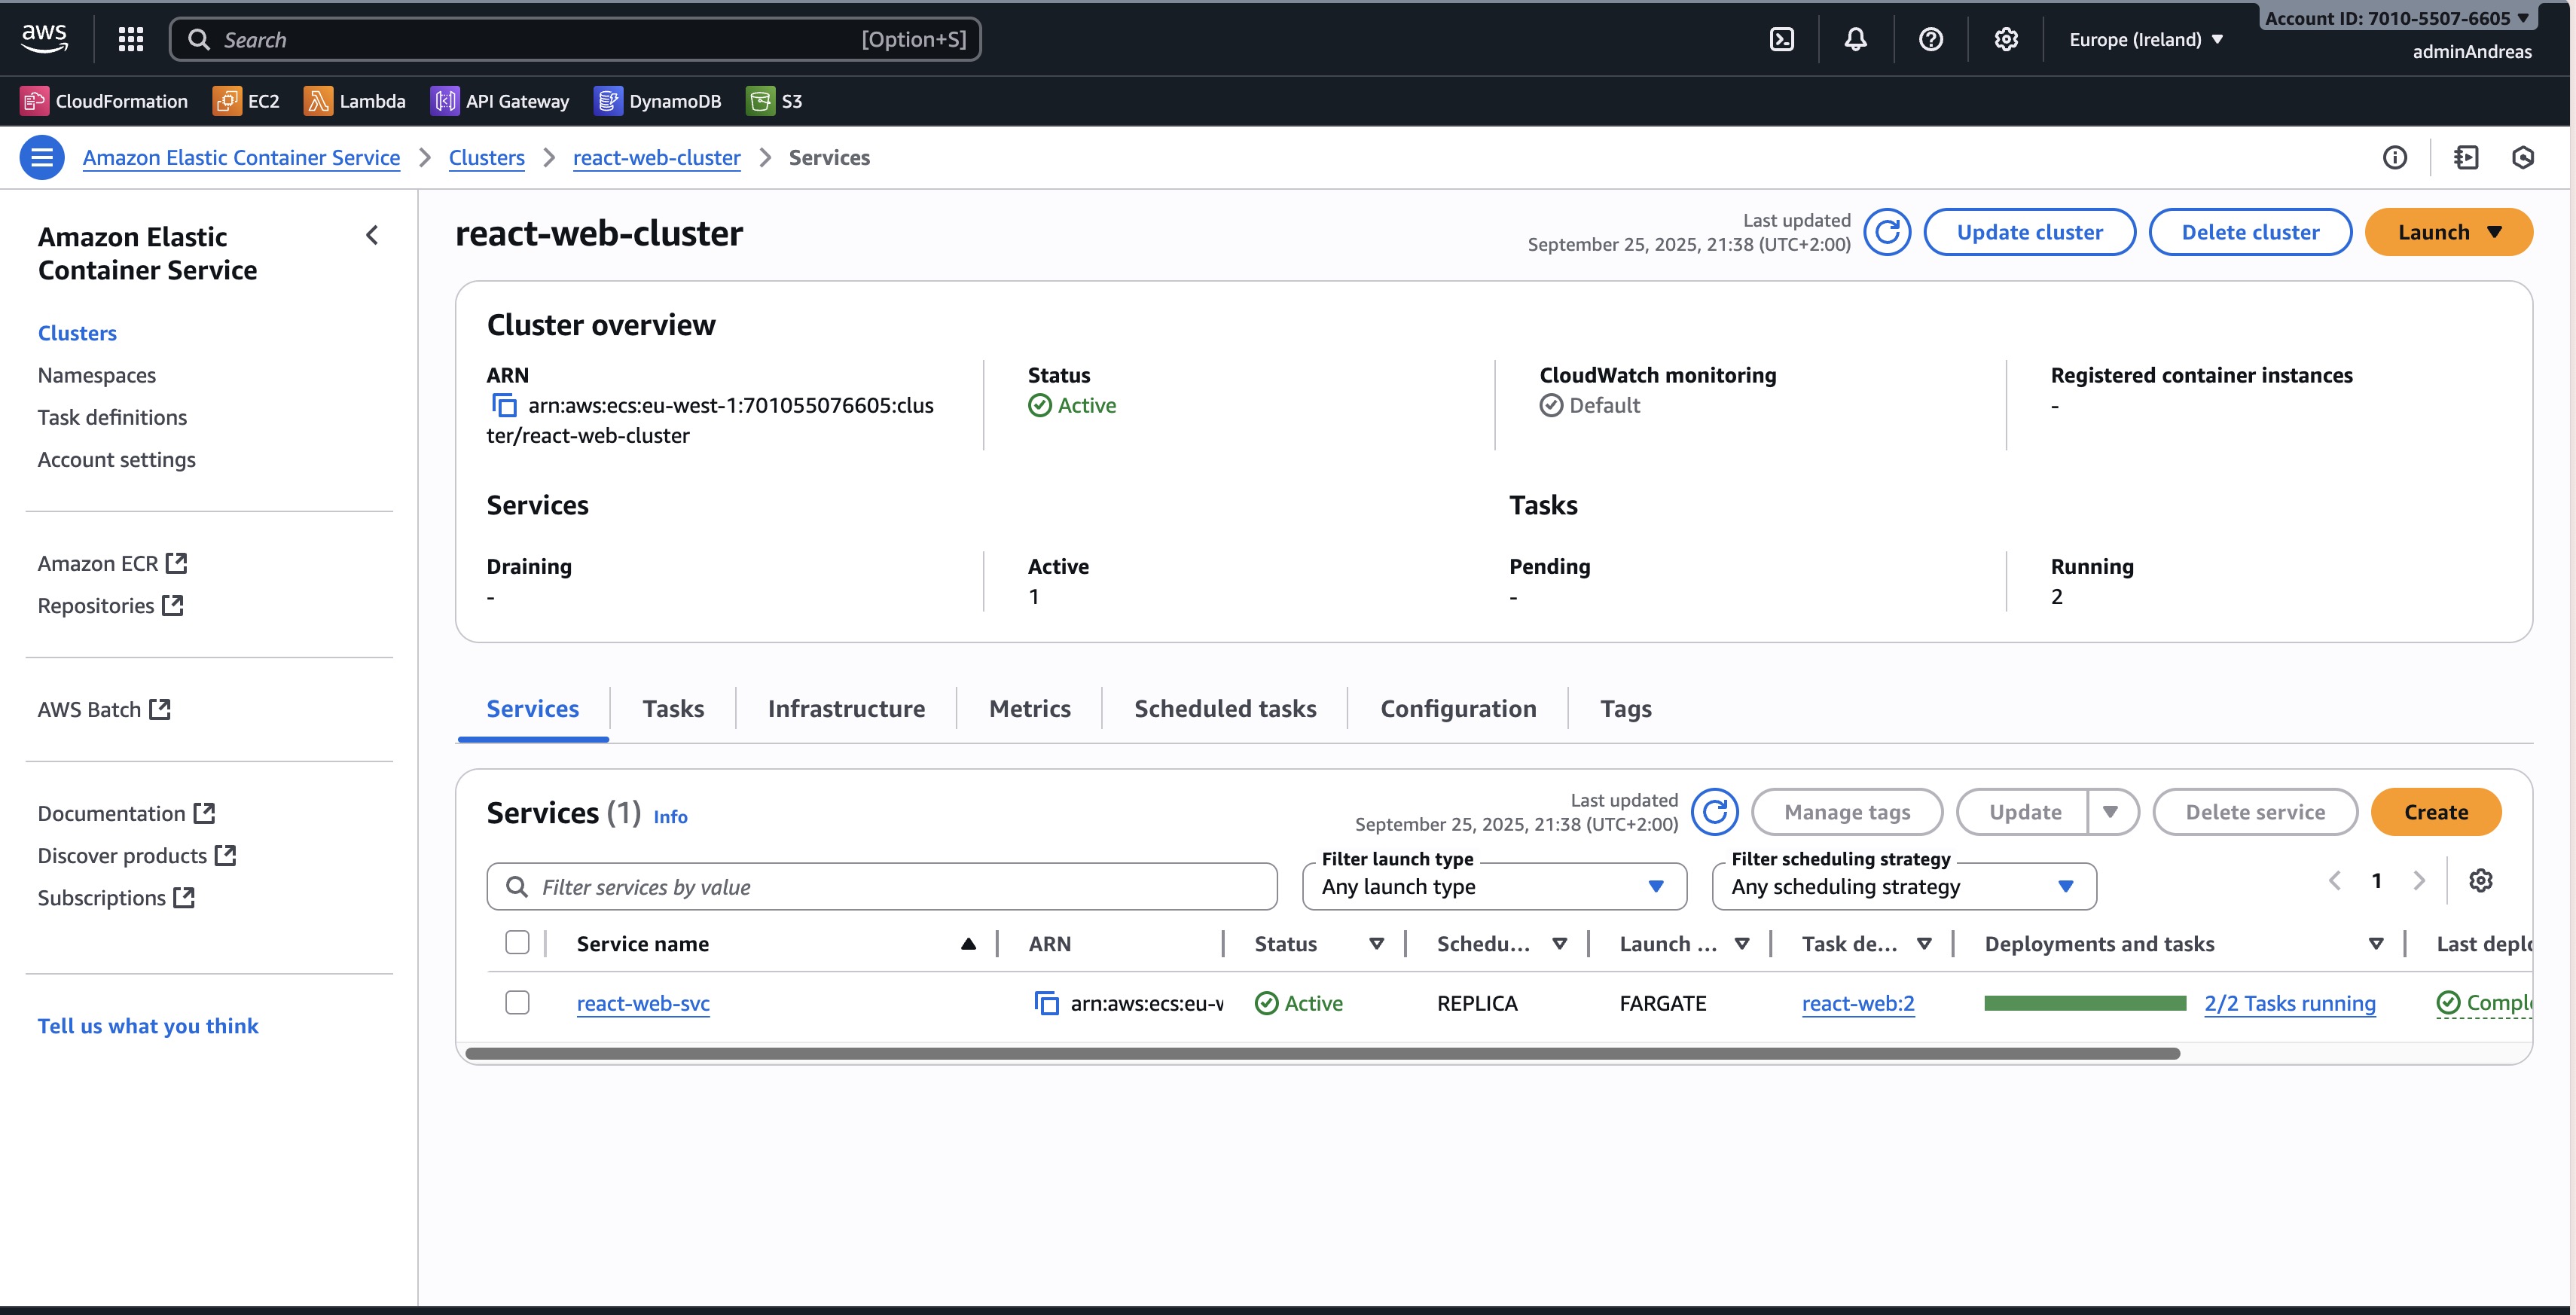 aws
Search
[Option+S]
Europe (Ireland)
Account ID: 7010-5507-6605
adminAndreas
CloudFormation
EC2
Lambda
API Gateway
DynamoDB
S3
Amazon Elastic Container Service
Clusters
react-web-cluster
Services
Amazon Elastic
Container Service
Clusters
Namespaces
Task definitions
Account settings
Amazon ECR
Repositories
AWS Batch
Documentation
Discover products
Subscriptions
Tell us what you think
react-web-cluster
Last updated
September 25, 2025, 21:38 (UTC+2:00)
Update cluster
Delete cluster
Launch
Cluster overview
ARN
arn:aws:ecs:eu-west-1:701055076605:clus
ter/react-web-cluster
Status
Active
CloudWatch monitoring
Default
Registered container instances
-
Services
Tasks
Draining
-
Active
1
Pending
-
Running
2
Services
Tasks
Infrastructure
Metrics
Scheduled tasks
Configuration
Tags
Services (1) Info
Last updated
September 25, 2025, 21:38 (UTC+2:00)
Manage tags
Update
Delete service
Create
Filter services by value
Filter launch type
Any launch type
Filter scheduling strategy
Any scheduling strategy
1
Service name
ARN
Status
Schedu...
Launch ...
Task de...
Deployments and tasks
Last deplo
react-web-svc
arn:aws:ecs:eu-v
Active
REPLICA
FARGATE
react-web:2
2/2 Tasks running
Comple